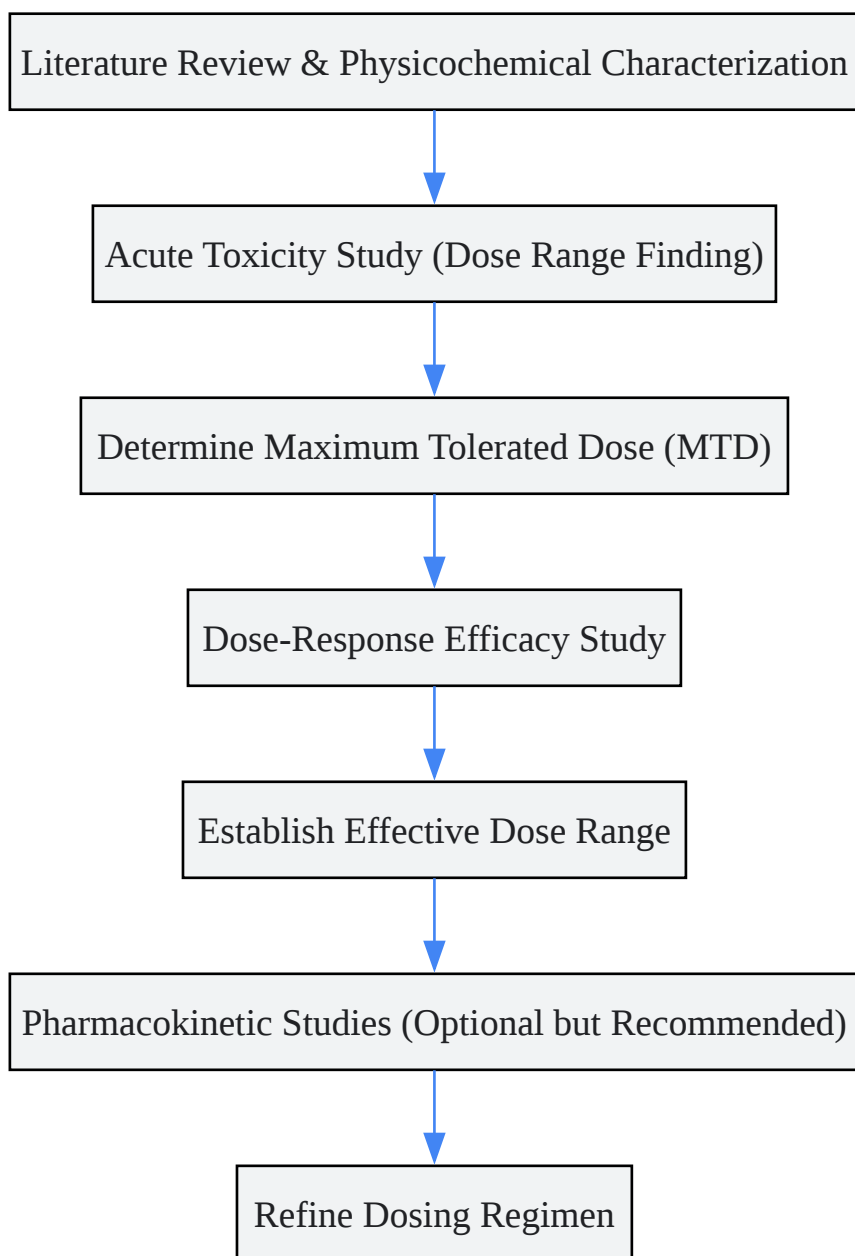 Literature Review & Physicochemical Characterization
Acute Toxicity Study (Dose Range Finding)
Determine Maximum Tolerated Dose (MTD)
Dose-Response Efficacy Study
Establish Effective Dose Range
Pharmacokinetic Studies (Optional but Recommended)
Refine Dosing Regimen